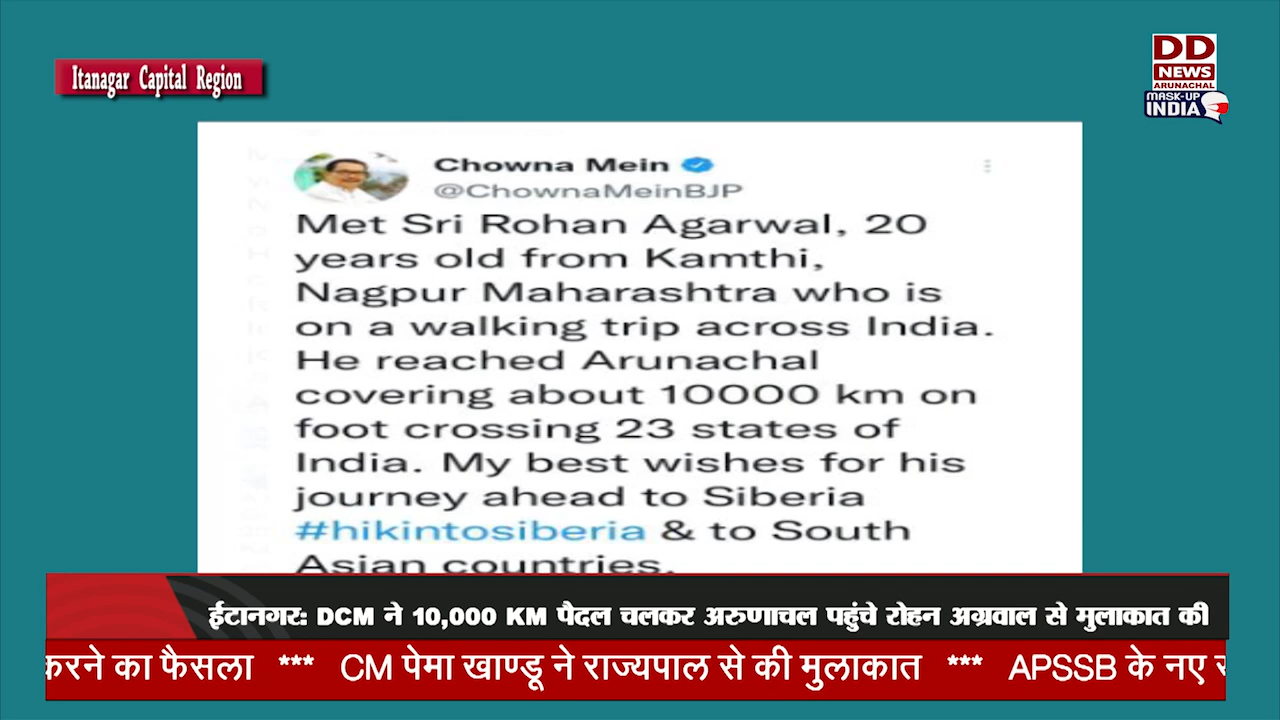 Itanagar Capital Region
DD
NEWS
ARUNACHAL
MASK-UP
INDIA
Chowna Mein
@ChownaMeinBJP
Met Sri Rohan Agarwal, 20
years old from Kamthi,
Nagpur Maharashtra who is
on a walking trip across India.
He reached Arunachal
covering about 10000 km on
foot crossing 23 states of
India. My best wishes for his
journey ahead to Siberia
#hikintosiberia & to South
Asian countries.
ईटानगर: DCM ने 10,000 KM पैदल चलकर अरुणाचल पहुंचे रोहन अग्रवाल से मुलाकात की
करने का फैसला *** CM पेमा खाण्डू ने राज्यपाल से की मुलाकात *** APSSB के नए